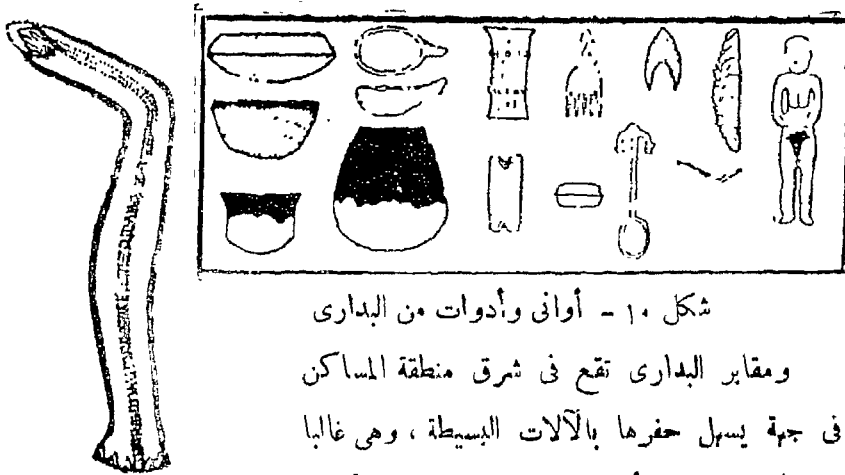 شكل ١٠ - أوانى وأدوات من البدارى
ومقابر البدارى تقع فى شرق منطقة المساكن
فى جهة يسهل حفرها بالآلات البسيطة ، وهى غالبا